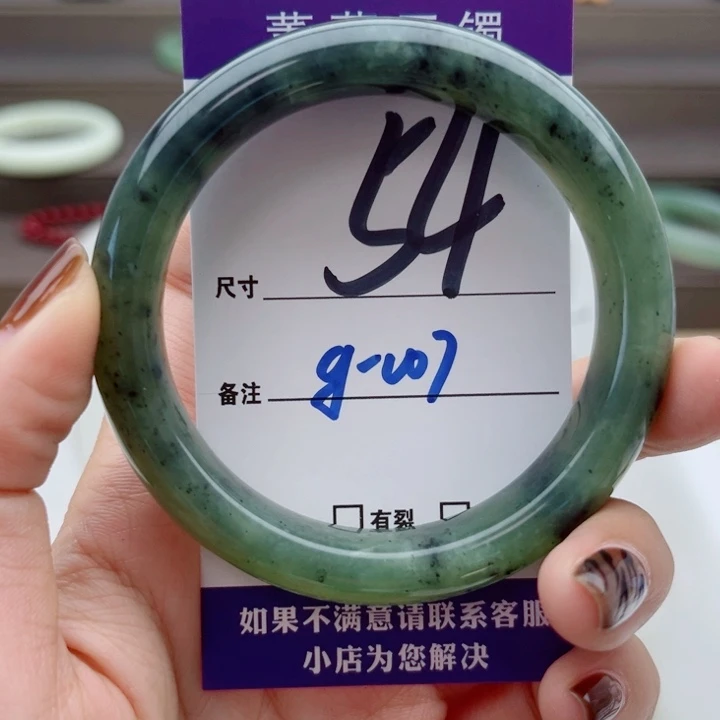 尺寸 54
备注 g-007
有裂
如果不满意请联系客服
小店为您解决